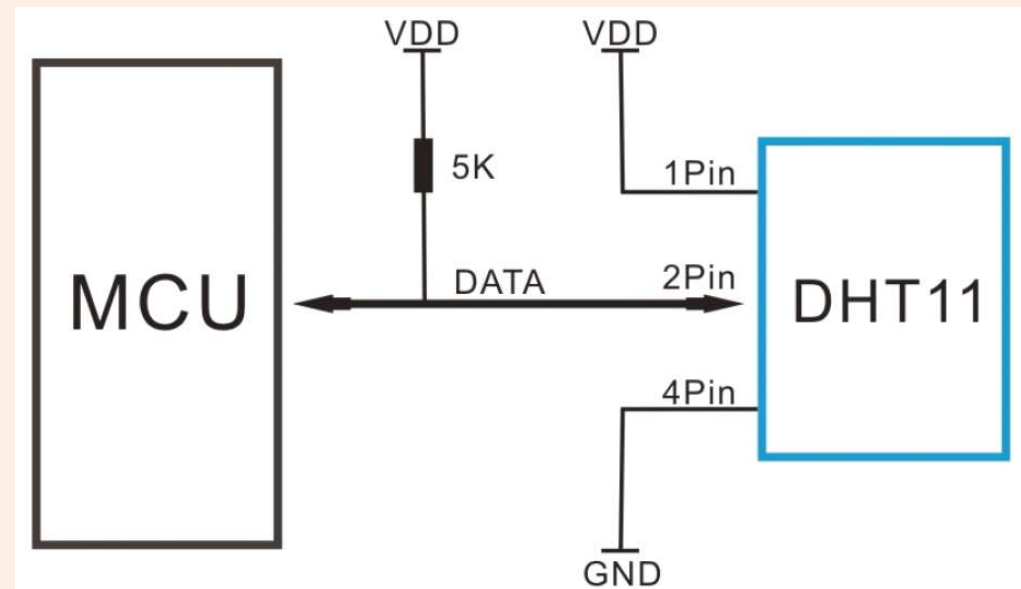 VDD
VDD
5K
1Pin
MCU
DATA
2Pin
DHT11
4Pin
GND